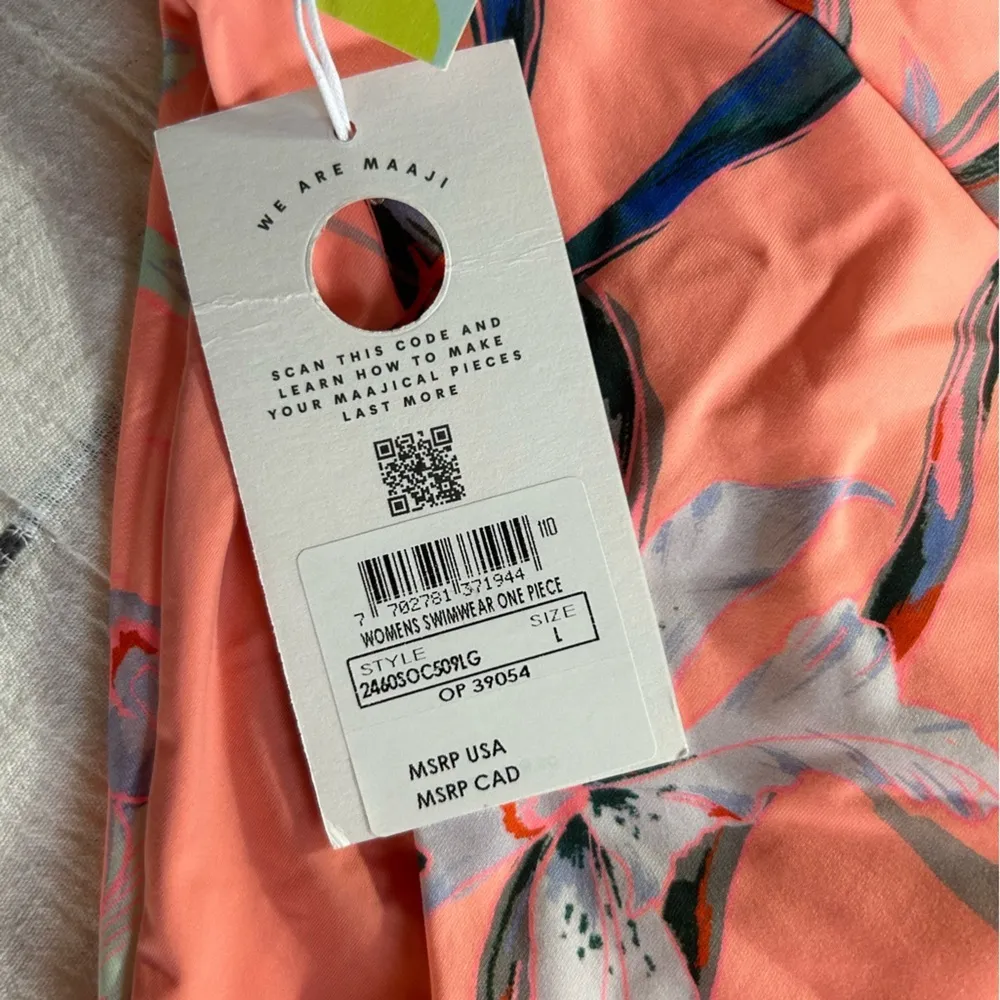 WE ARE MAAJI
SCAN THIS CODE AND
LEARN HOW TO MAKE
YOUR MAAJICAL PIECES
LAST MORE
110
7 702781 371944
WOMENS SWIMWEAR ONE PIECE
STYLE SIZE
2460SOC509LG L
OP 39054
MSRP USA
MSRP CAD